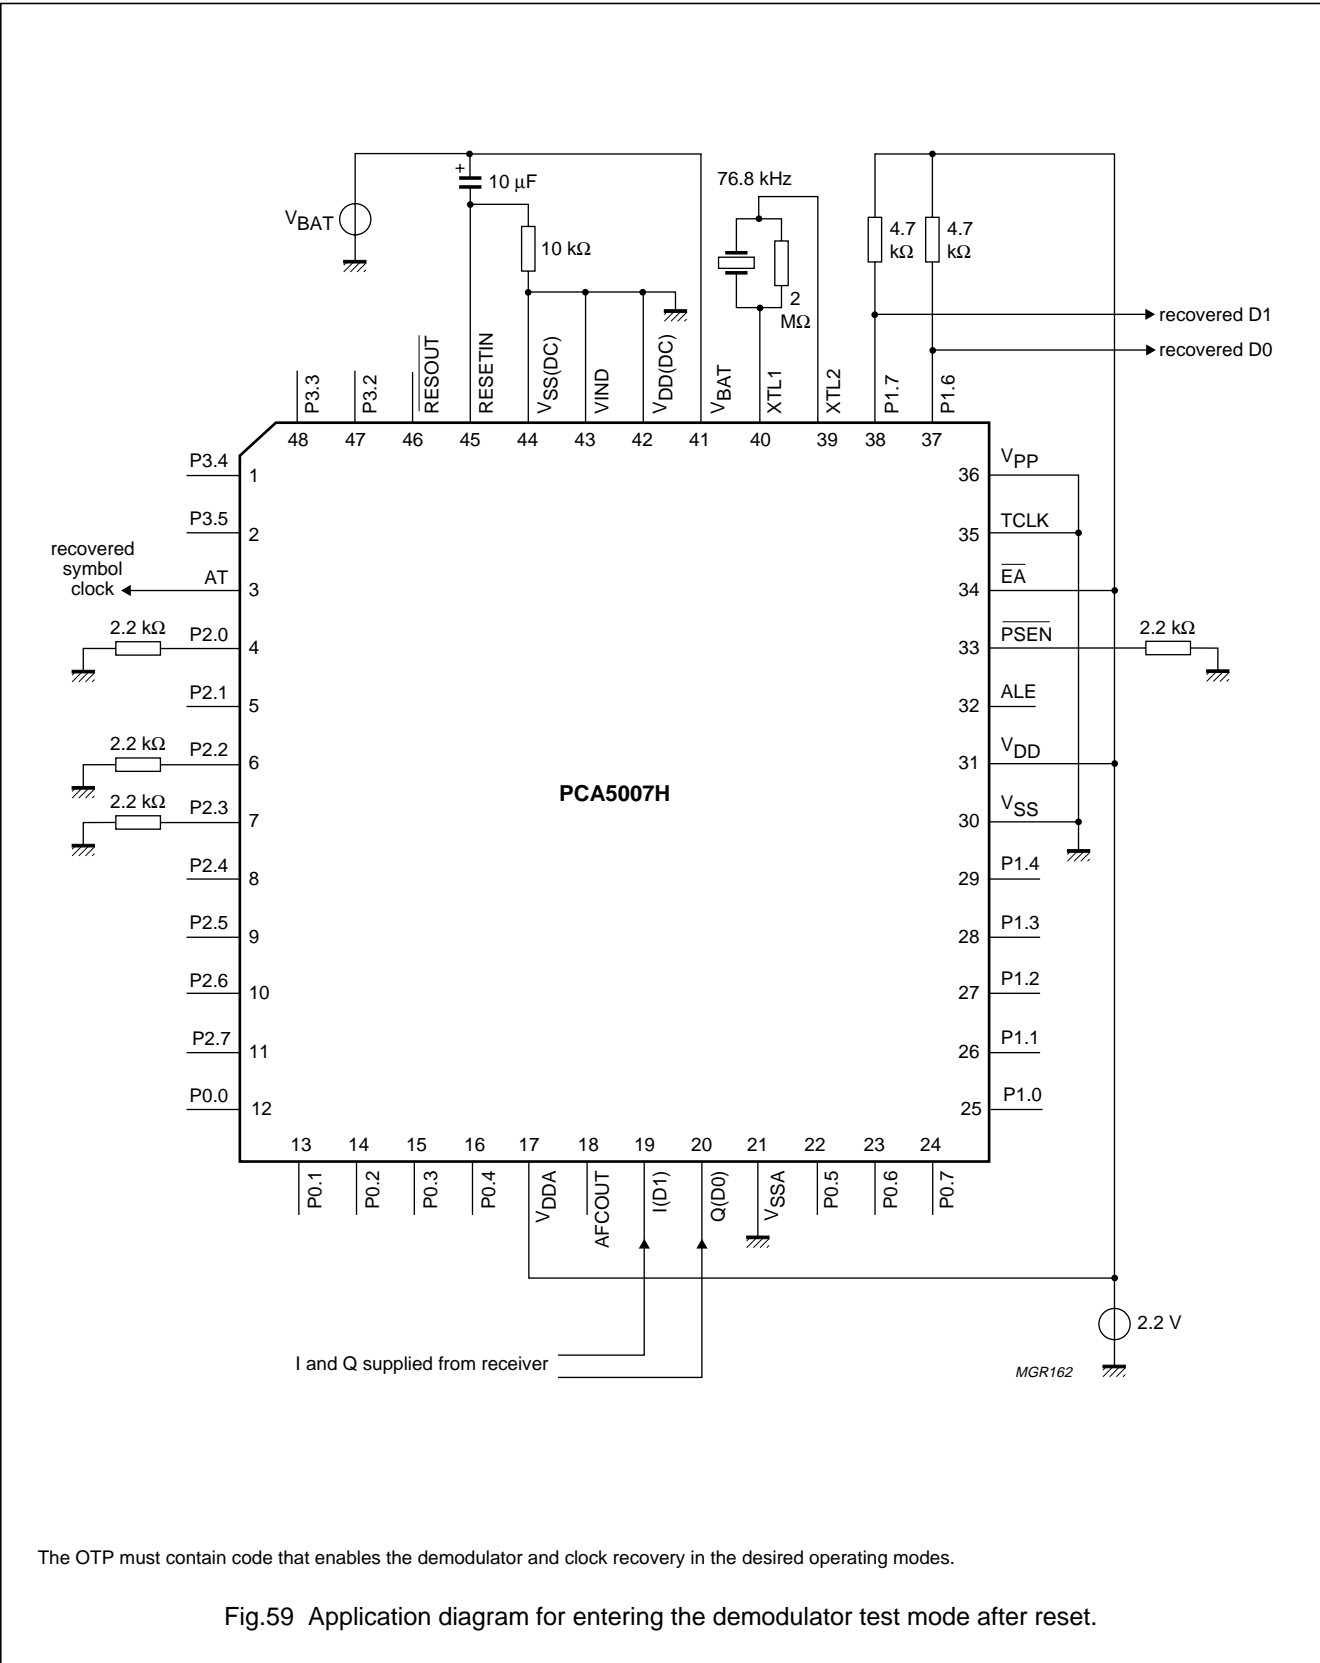 76.8 kHz
+
10 µF
VBAT
4.7 kΩ
4.7 kΩ
10 kΩ
2 MΩ
recovered D1
recovered D0
P3.3
P3.2
RESOUT
RESETIN
VSS(DC)
VIND
VDD(DC)
VBAT
XTL1
XTL2
P1.7
P1.6
48
47
46
45
44
43
42
41
40
39
38
37
P3.4
1
P3.5
2
recovered
symbol
clock
AT
3
2.2 kΩ
P2.0
4
P2.1
5
2.2 kΩ
P2.2
6
2.2 kΩ
P2.3
7
P2.4
8
P2.5
9
P2.6
10
P2.7
11
P0.0
12
PCA5007H
36
VPP
35
TCLK
34
EA
33
PSEN
2.2 kΩ
32
ALE
31
VDD
30
VSS
29
P1.4
28
P1.3
27
P1.2
26
P1.1
25
P1.0
13
14
15
16
17
18
19
20
21
22
23
24
P0.1
P0.2
P0.3
P0.4
VDDA
AFCOUT
I(D1)
Q(D0)
VSSA
P0.5
P0.6
P0.7
2.2 V
I and Q supplied from receiver
MGR162
The OTP must contain code that enables the demodulator and clock recovery in the desired operating modes.
Fig.59 Application diagram for entering the demodulator test mode after reset.